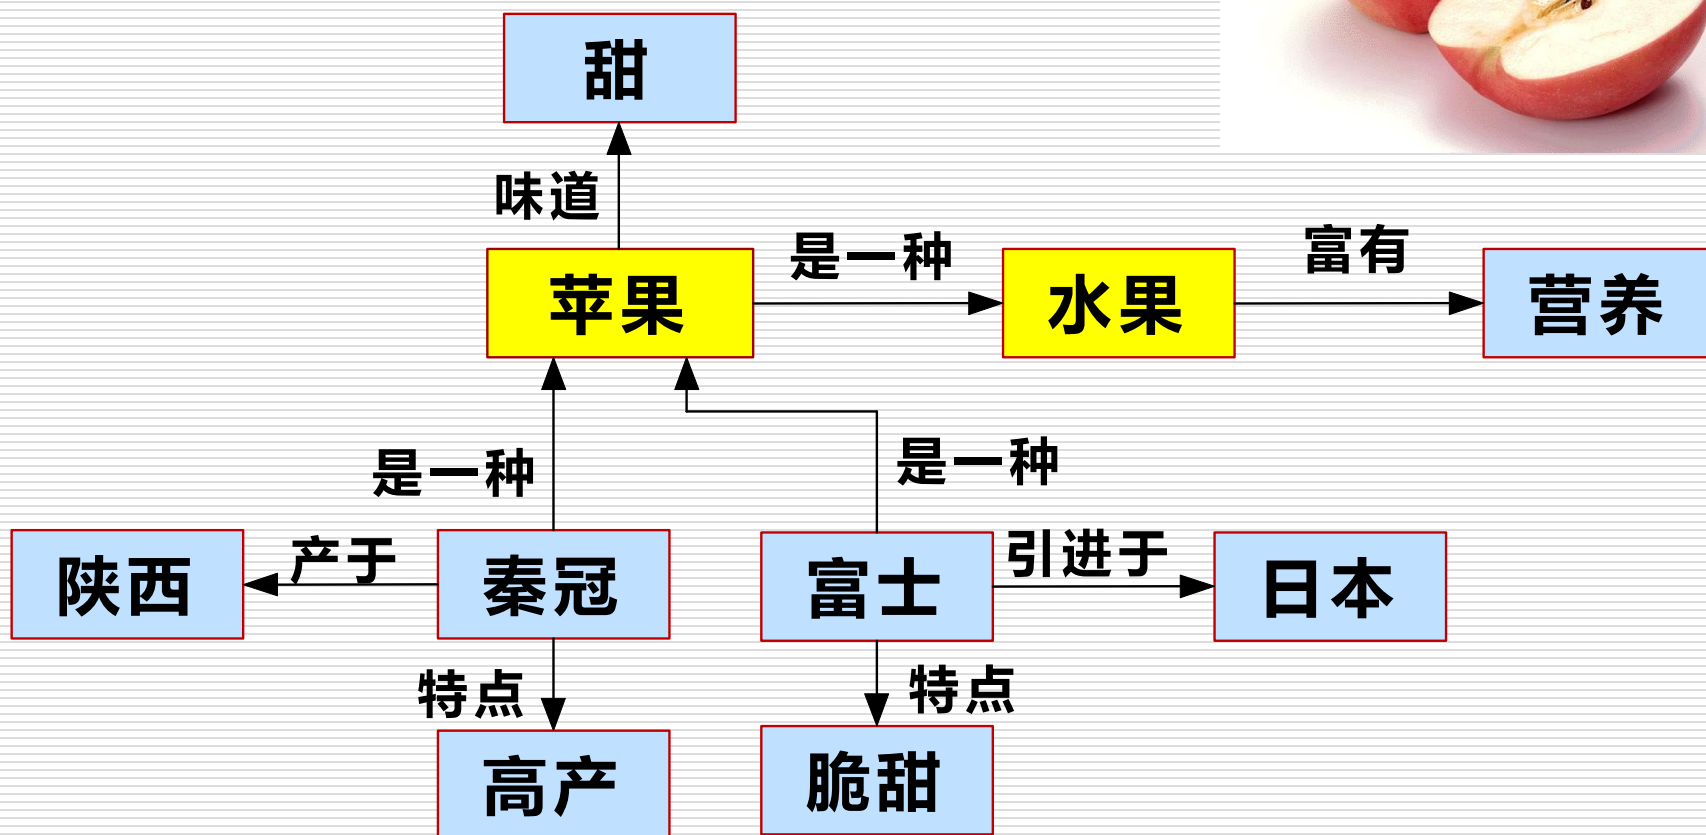 甜
味道
苹果
是一种
水果
富有
营养
是一种
是一种
陕西
产于
秦冠
富士
引进于
日本
特点
特点
高产
脆甜